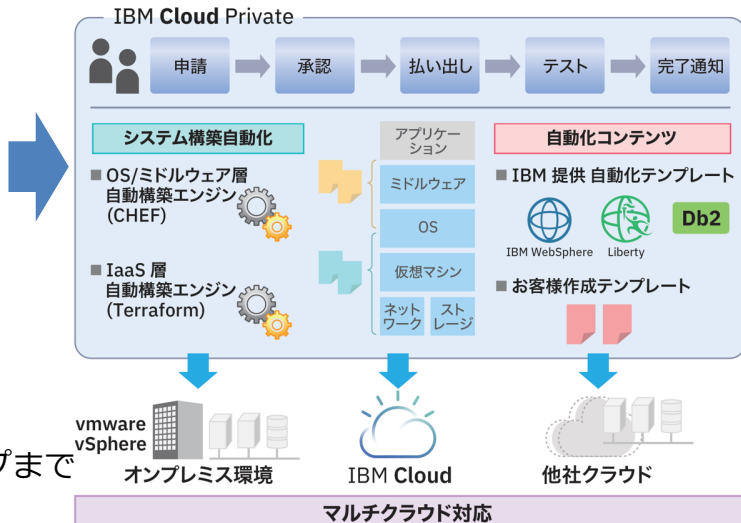 IBM Cloud Private
申請
承認
払い出し
テスト
完了通知
システム構築自動化
■ OS/ミドルウェア層
自動構築エンジン
(CHEF)
■ IaaS 層
自動構築エンジン
(Terraform)
アプリケー
ション
ミドルウェア
OS
仮想マシン
ネット
ワーク
スト
レージ
自動化コンテンツ
■ IBM 提供 自動化テンプレート
IBM WebSphere
Liberty
Db2
■ お客様作成テンプレート
vmware
vSphere
プまで
オンプレミス環境
IBM Cloud
他社クラウド
マルチクラウド対応